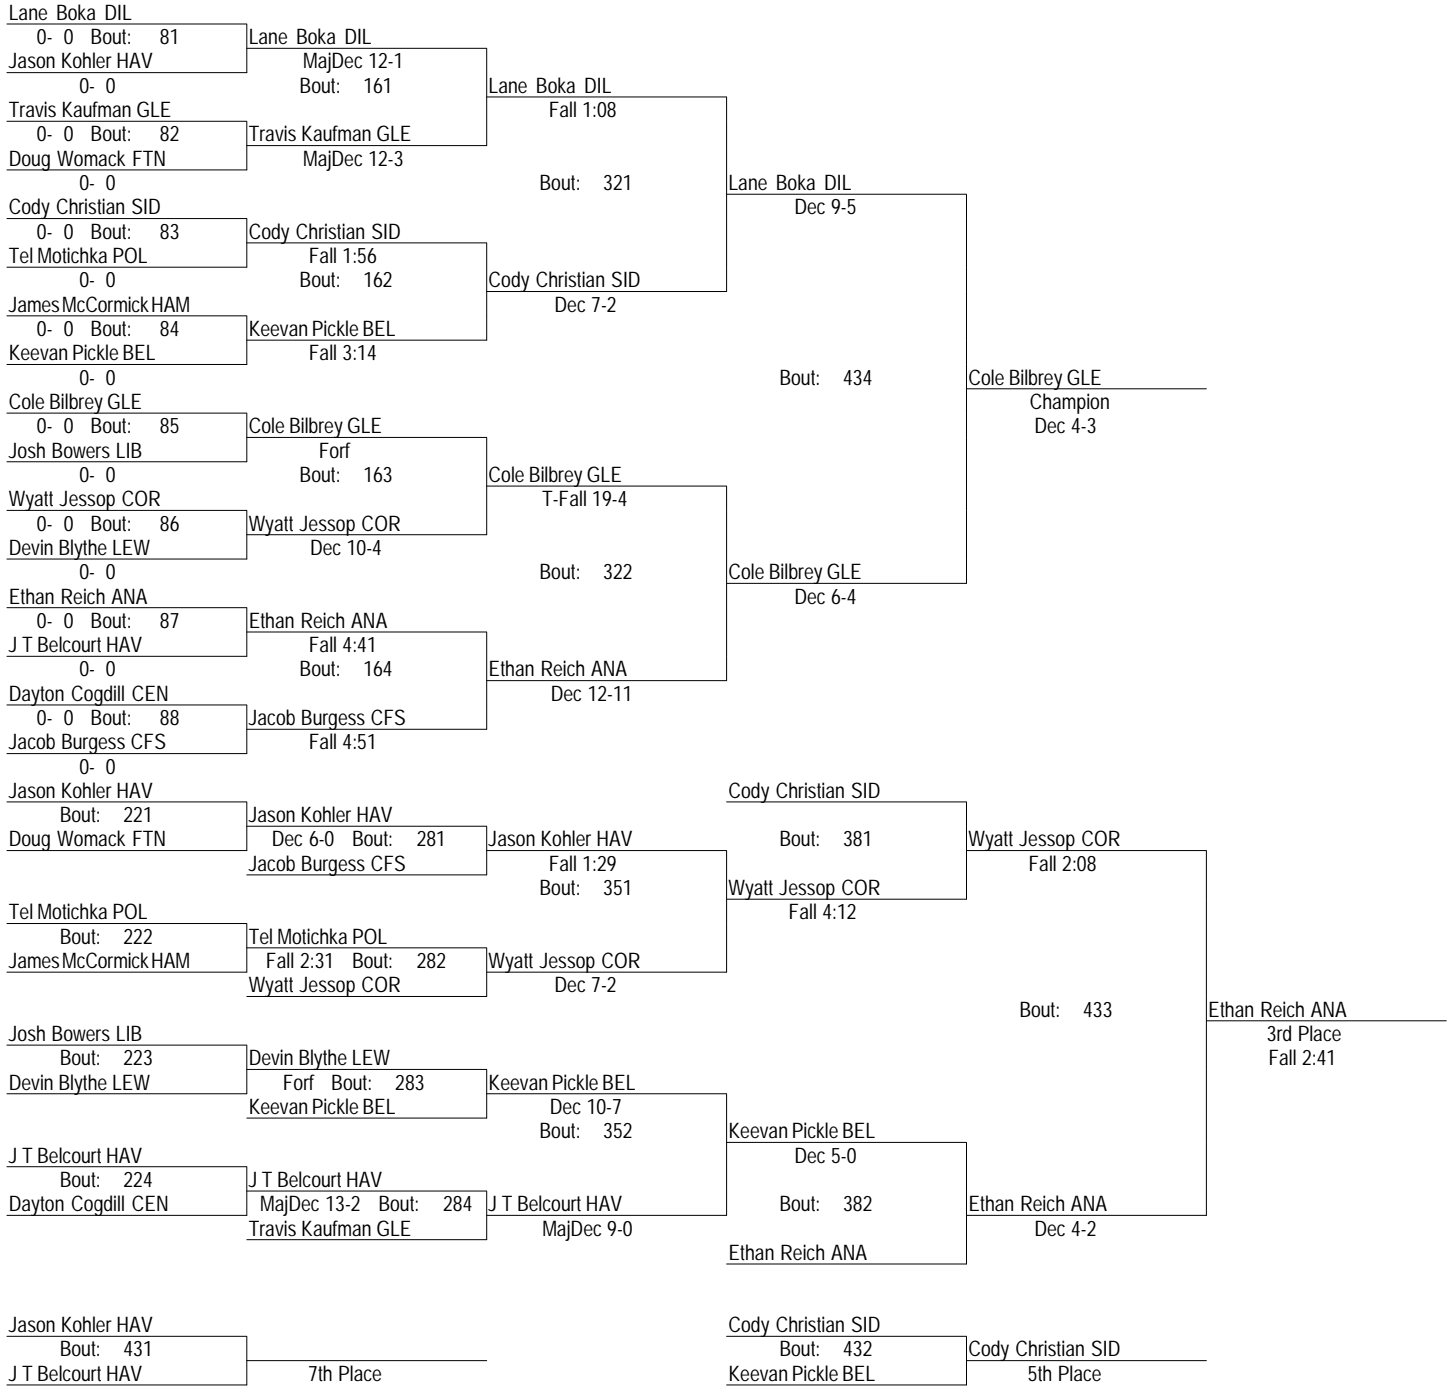 Lane Boka DIL
0- 0 Bout: 81 Lane Boka DIL
Jason Kohler HAV MajDec 12-1
0- 0 Bout: 161 Lane Boka DIL
Travis Kaufman GLE Fall 1:08
0- 0 Bout: 82 Travis Kaufman GLE
Doug Womack FTN MajDec 12-3
0- 0 Bout: 321 Lane Boka DIL
Cody Christian SID Dec 9-5
0- 0 Bout: 83 Cody Christian SID
Tel Motichka POL Fall 1:56
0- 0 Bout: 162 Cody Christian SID
James McCormick HAM Dec 7-2
0- 0 Bout: 84 Keevan Pickle BEL
Keevan Pickle BEL Fall 3:14
0- 0 Bout: 434 Cole Bilbrey GLE
Cole Bilbrey GLE Champion
0- 0 Bout: 85 Cole Bilbrey GLE Dec 4-3
Josh Bowers LIB Forf
0- 0 Bout: 163 Cole Bilbrey GLE
Wyatt Jessop COR T-Fall 19-4
0- 0 Bout: 86 Wyatt Jessop COR
Devin Blythe LEW Dec 10-4
0- 0 Bout: 322 Cole Bilbrey GLE
Ethan Reich ANA Dec 6-4
0- 0 Bout: 87 Ethan Reich ANA
J T Belcourt HAV Fall 4:41
0- 0 Bout: 164 Ethan Reich ANA
Dayton Cogdill CEN Dec 12-11
0- 0 Bout: 88 Jacob Burgess CFS
Jacob Burgess CFS Fall 4:51
0- 0
Jason Kohler HAV Cody Christian SID
Bout: 221 Jason Kohler HAV
Doug Womack FTN Dec 6-0 Bout: 281 Jason Kohler HAV Bout: 381 Wyatt Jessop COR
Jacob Burgess CFS Fall 1:29 Fall 2:08
Bout: 351 Wyatt Jessop COR
Tel Motichka POL Fall 4:12
Bout: 222 Tel Motichka POL
James McCormick HAM Fall 2:31 Bout: 282 Wyatt Jessop COR
Wyatt Jessop COR Dec 7-2
Bout: 433 Ethan Reich ANA
Josh Bowers LIB 3rd Place
Bout: 223 Devin Blythe LEW Fall 2:41
Devin Blythe LEW Forf Bout: 283 Keevan Pickle BEL
Keevan Pickle BEL Dec 10-7
Bout: 352 Keevan Pickle BEL
J T Belcourt HAV Dec 5-0
Bout: 224 J T Belcourt HAV
Dayton Cogdill CEN MajDec 13-2 Bout: 284 J T Belcourt HAV Bout: 382 Ethan Reich ANA
Travis Kaufman GLE MajDec 9-0 Dec 4-2
Ethan Reich ANA
Jason Kohler HAV Cody Christian SID
Bout: 431 Bout: 432 Cody Christian SID
J T Belcourt HAV 7th Place Keevan Pickle BEL 5th Place